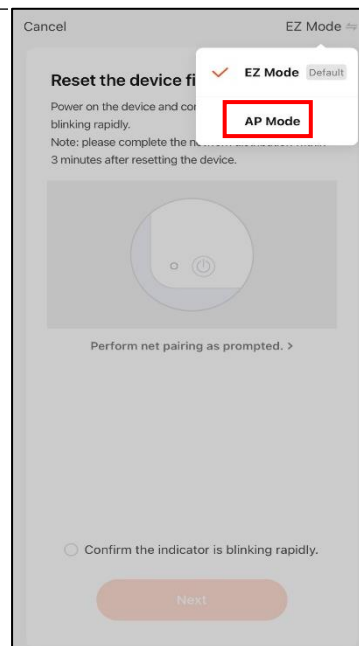 Cancel
EZ Mode
EZ Mode Default
AP Mode
Reset the device fi
Power on the device and con
blinking rapidly.
Note: please complete the
3 minutes after resetting the device.
Perform net pairing as prompted. >
Confirm the indicator is blinking rapidly.
Next